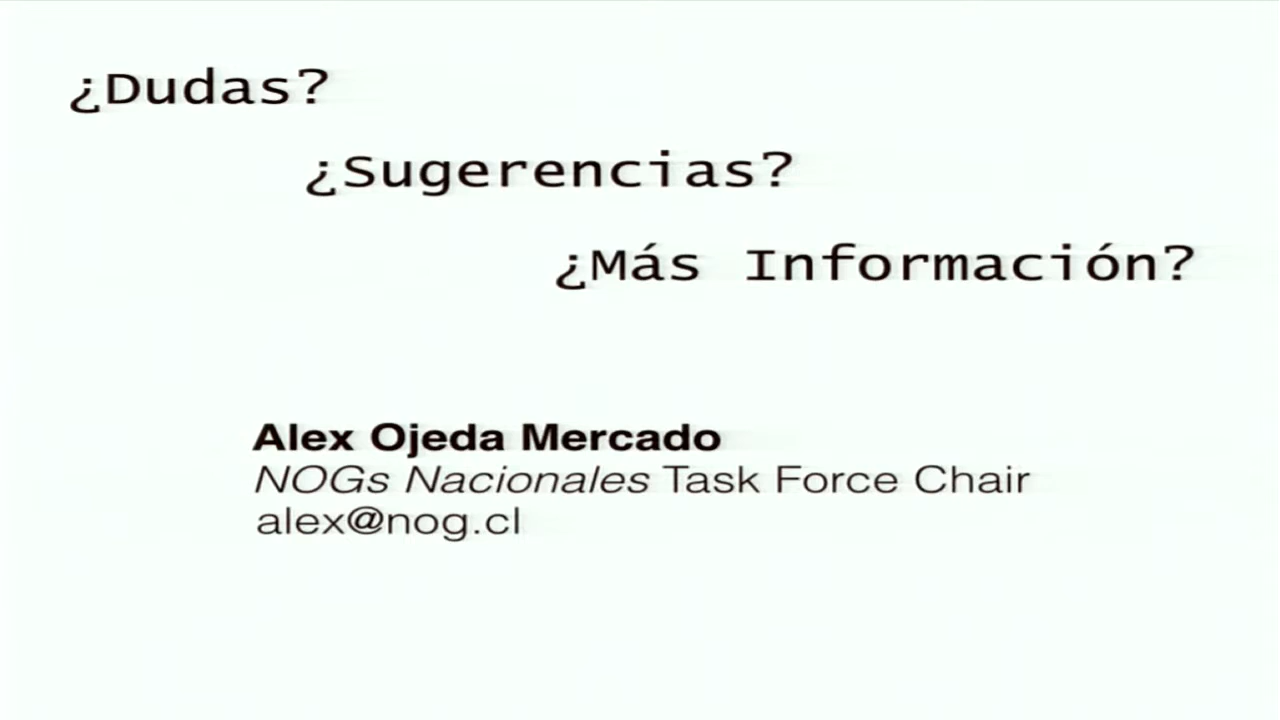 ¿Dudas?
¿Sugerencias?
¿Más Información?
Alex Ojeda Mercado
NOGs Nacionales Task Force Chair
alex@nog.cl